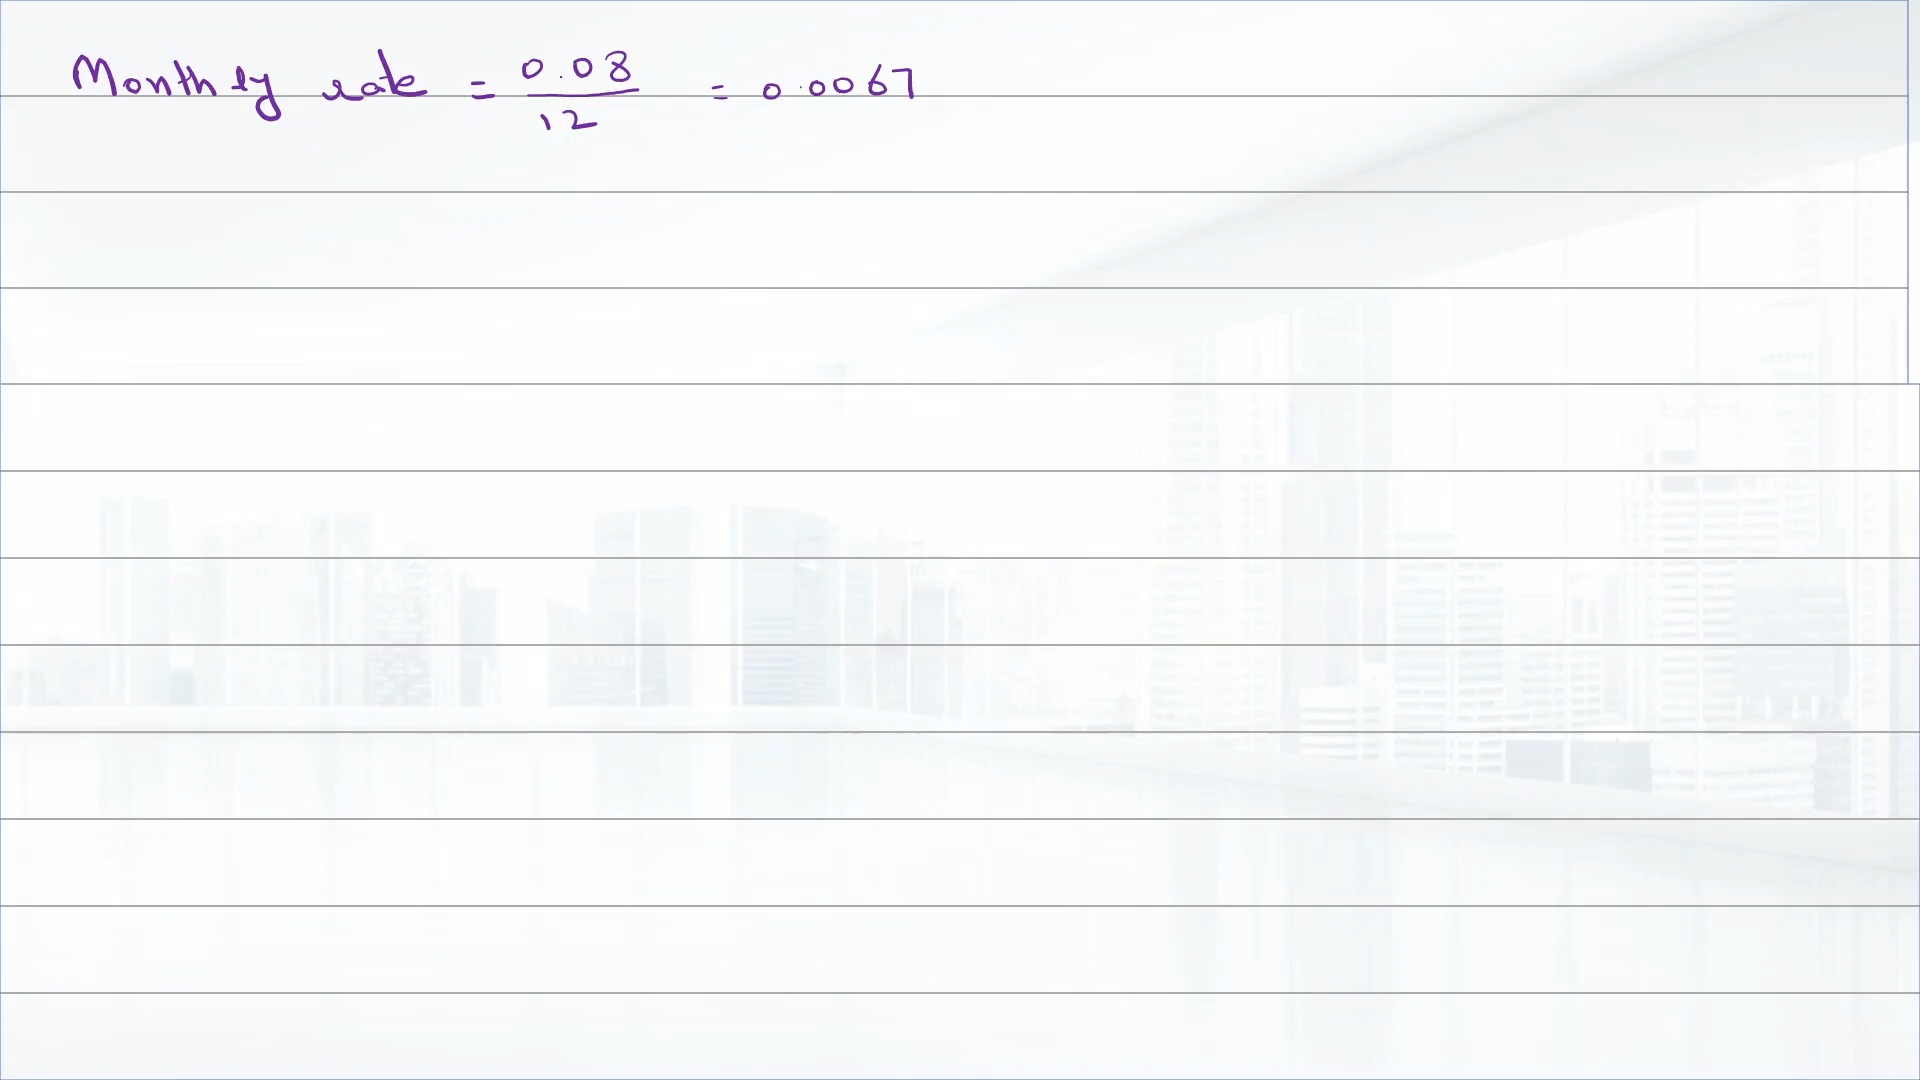 Monthly rate = 0.08/12 = 0.0067